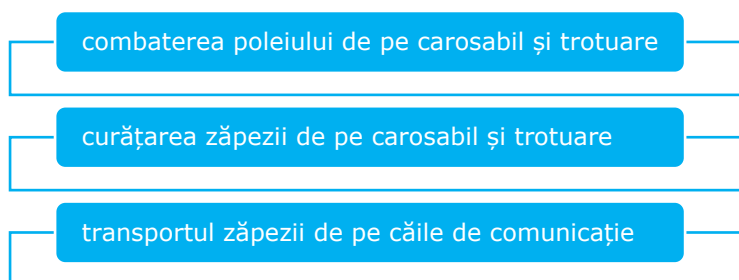 combaterea poleiului de pe carosabil și trotuare
curățarea zăpezii de pe carosabil și trotuare
transportul zăpezii de pe căile de comunicație